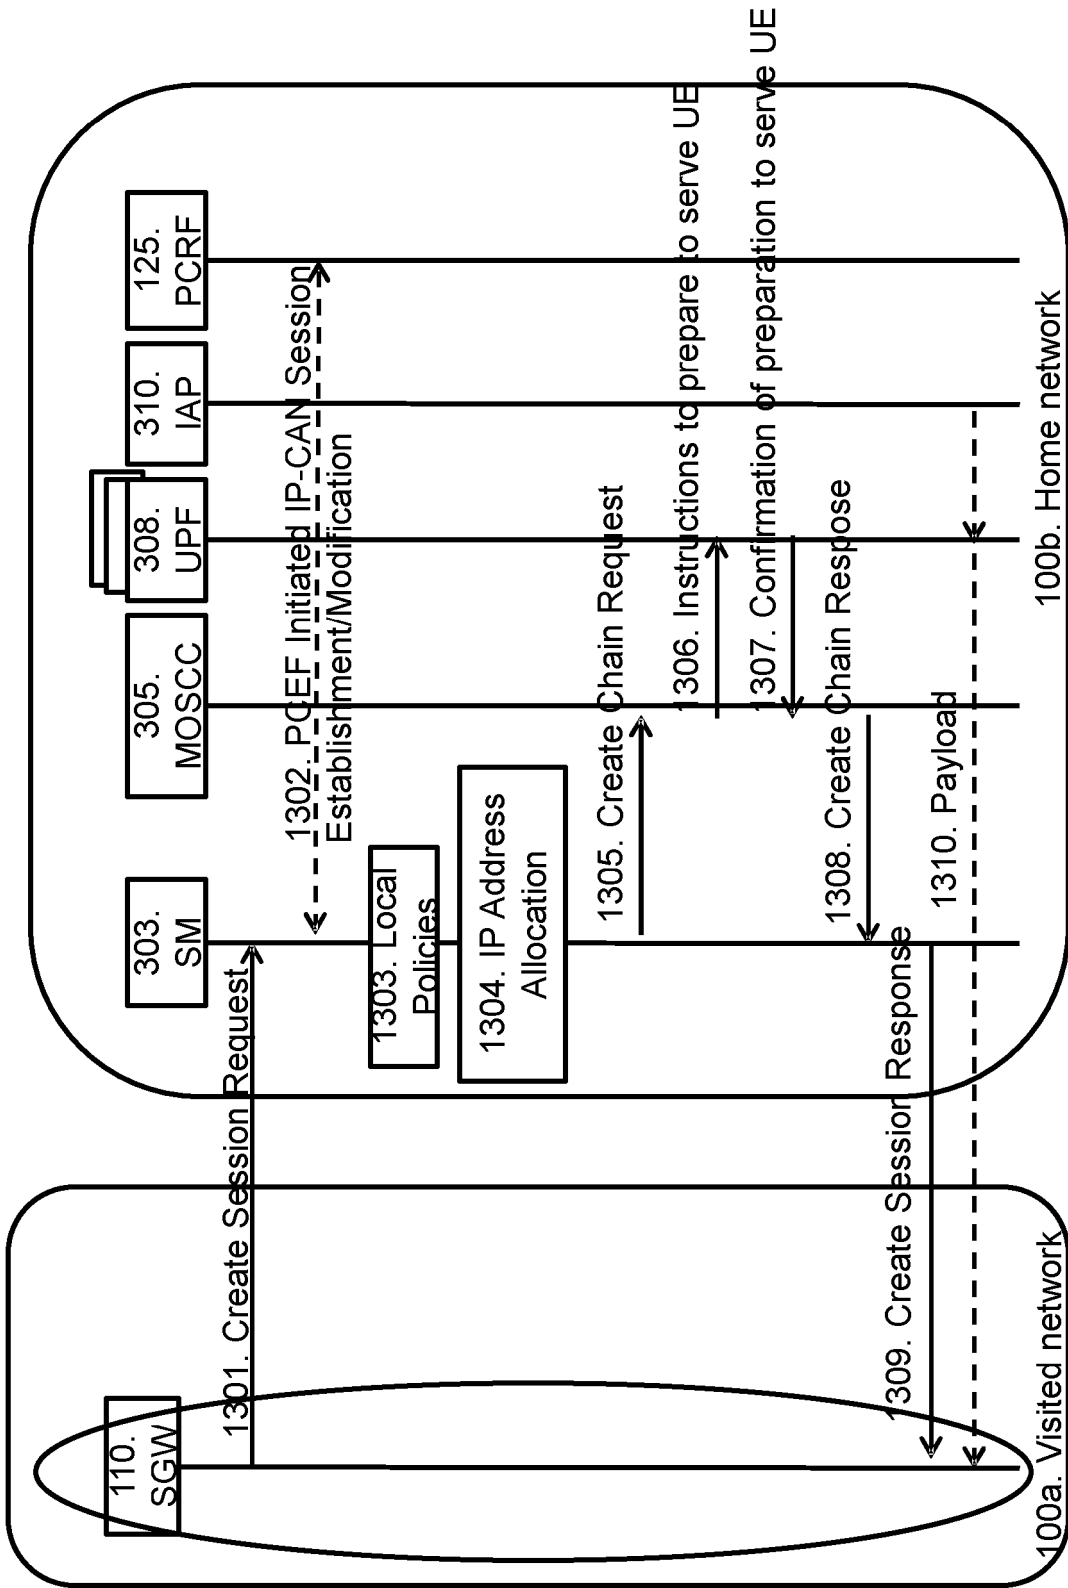 110.
SGW
303.
SM
305.
MOSCC
308.
UPF
310.
IAP
125.
PCRF
1301. Create Session Request
1302. PCEF Initiated IP-CAN Session
Establishment/Modification
1303. Local
Policies
1304. IP Address
Allocation
1305. Create Chain Request
1306. Instructions to prepare to serve UE
1307. Confirmation of preparation to serve UE
1308. Create Chain Respose
1309. Create Session Response
1310. Payload
100a. Visited network
100b. Home network